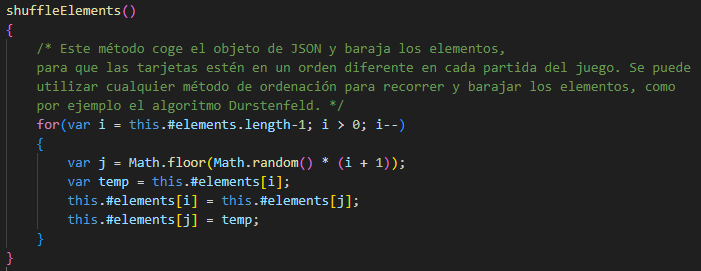 shuffleElements()
{
/* Este método coge el objeto de JSON y baraja los elementos,
para que las tarjetas estén en un orden diferente en cada partida del juego. Se puede
utilizar cualquier método de ordenación para recorrer y barajar los elementos, como
por ejemplo el algoritmo Durstenfeld. */
for(var i = this.#elements.length-1; i > 0; i--)
{
var j = Math.floor(Math.random() * (i + 1));
var temp = this.#elements[i];
this.#elements[i] = this.#elements[j];
this.#elements[j] = temp;
}
}